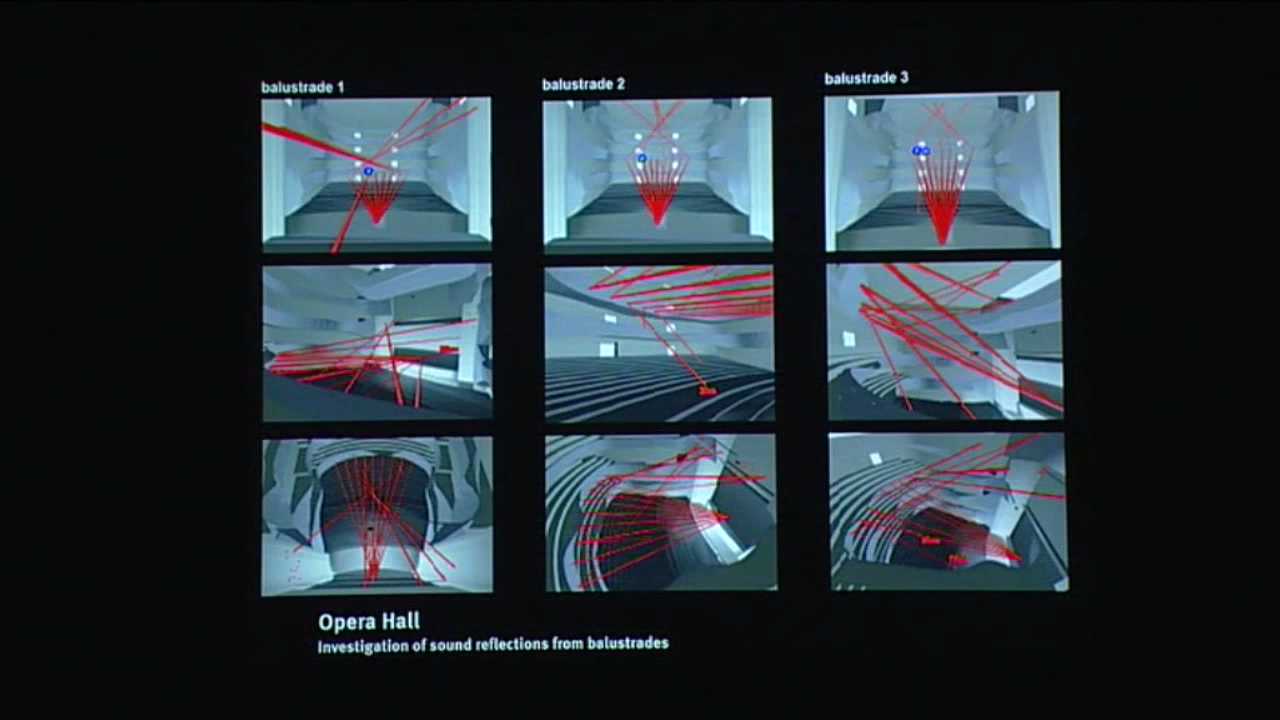 balustrade 1
balustrade 2
balustrade 3
Opera Hall
Investigation of sound reflections from balustrades